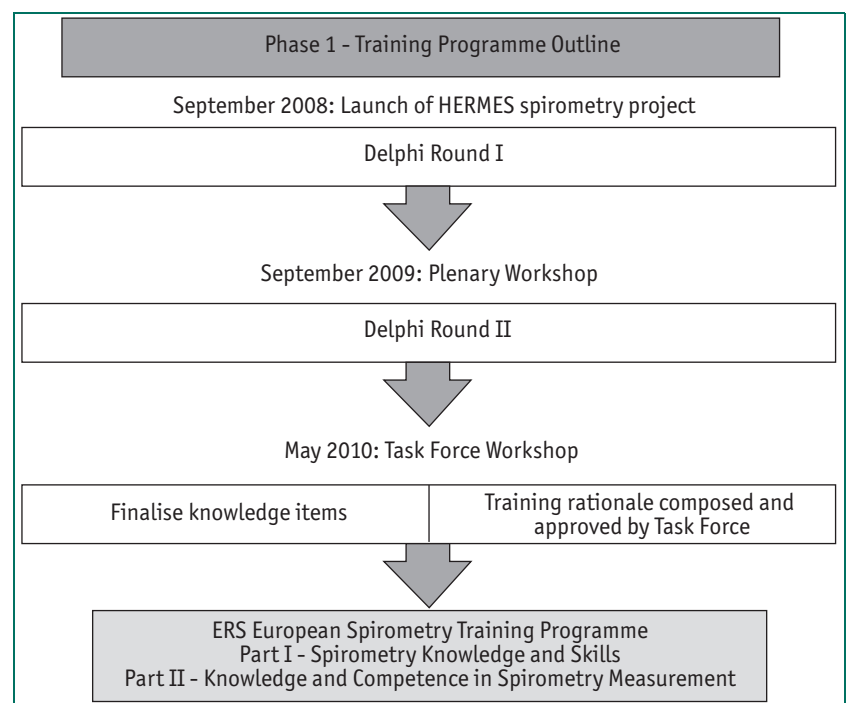 Phase 1 - Training Programme Outline
September 2008: Launch of HERMES spirometry project
Delphi Round I
September 2009: Plenary Workshop
Delphi Round II
May 2010: Task Force Workshop
Finalise knowledge items
Training rationale composed and
approved by Task Force
ERS European Spirometry Training Programme
Part I - Spirometry Knowledge and Skills
Part II - Knowledge and Competence in Spirometry Measurement